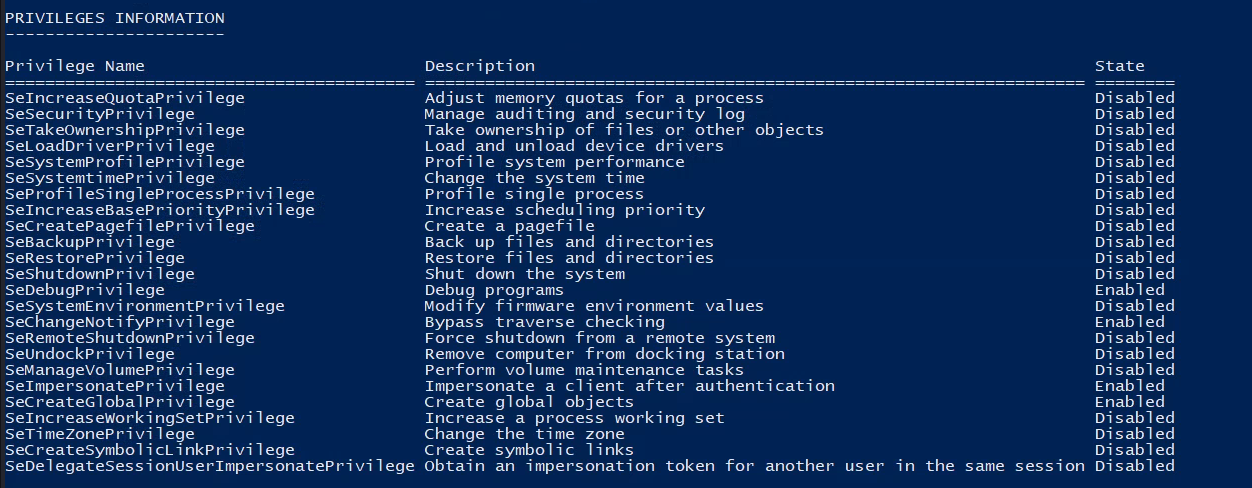 PRIVILEGES INFORMATION
----------------------
Privilege Name Description State
========================================= ================================================================== ========
SeIncreaseQuotaPrivilege Adjust memory quotas for a process Disabled
SeSecurityPrivilege Manage auditing and security log Disabled
SeTakeOwnershipPrivilege Take ownership of files or other objects Disabled
SeLoadDriverPrivilege Load and unload device drivers Disabled
SeSystemProfilePrivilege Profile system performance Disabled
SeSystemtimePrivilege Change the system time Disabled
SeProfileSingleProcessPrivilege Profile single process Disabled
SeIncreaseBasePriorityPrivilege Increase scheduling priority Disabled
SeCreatePagefilePrivilege Create a pagefile Disabled
SeBackupPrivilege Back up files and directories Disabled
SeRestorePrivilege Restore files and directories Disabled
SeShutdownPrivilege Shut down the system Disabled
SeDebugPrivilege Debug programs Enabled
SeSystemEnvironmentPrivilege Modify firmware environment values Disabled
SeChangeNotifyPrivilege Bypass traverse checking Enabled
SeRemoteShutdownPrivilege Force shutdown from a remote system Disabled
SeUndockPrivilege Remove computer from docking station Disabled
SeManageVolumePrivilege Perform volume maintenance tasks Disabled
SeImpersonatePrivilege Impersonate a client after authentication Enabled
SeCreateGlobalPrivilege Create global objects Enabled
SeIncreaseWorkingSetPrivilege Increase a process working set Disabled
SeTimeZonePrivilege Change the time zone Disabled
SeCreateSymbolicLinkPrivilege Create symbolic links Disabled
SeDelegateSessionUserImpersonatePrivilege Obtain an impersonation token for another user in the same session Disabled